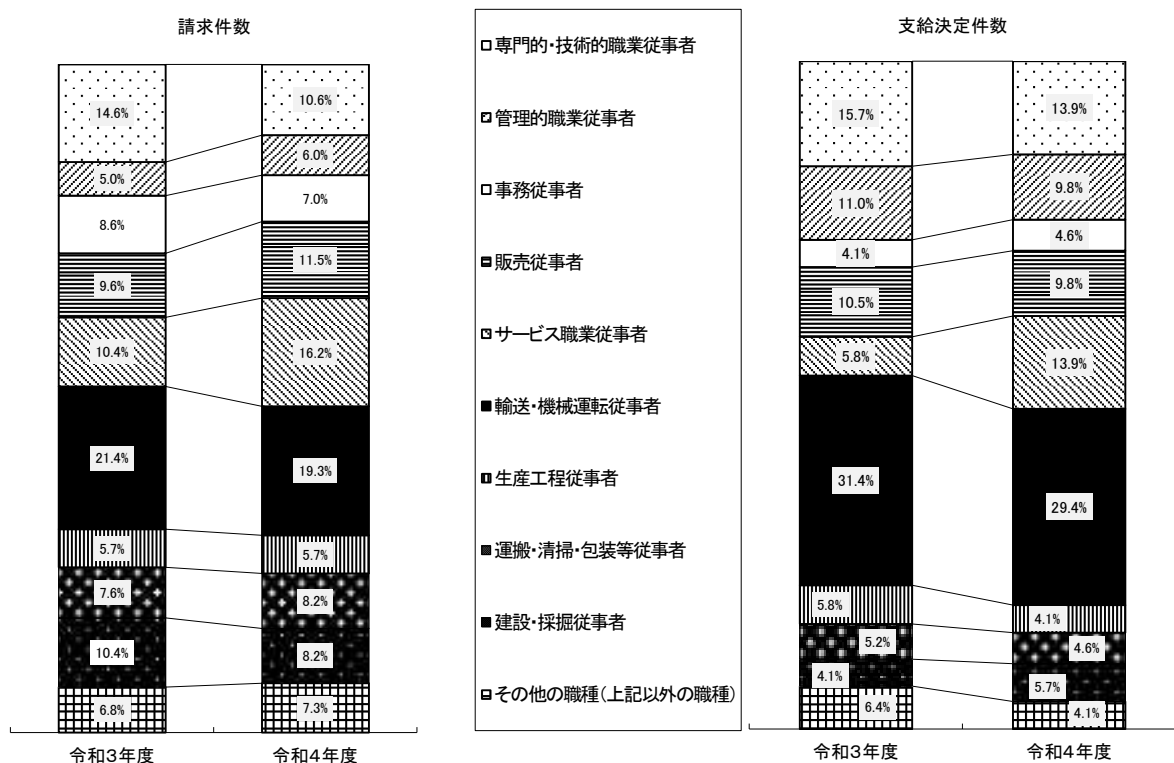 請求件数
14.6%
5.0%
8.6%
9.6%
10.4%
21.4%
5.7%
7.6%
10.4%
6.8%
令和3年度
10.6%
6.0%
7.0%
11.5%
16.2%
19.3%
5.7%
8.2%
8.2%
7.3%
令和4年度
専門的・技術的職業従事者
管理的職業従事者
事務従事者
販売従事者
サービス職業従事者
輸送・機械運転従事者
生産工程従事者
運搬・清掃・包装等従事者
建設・採掘従事者
その他の職種(上記以外の職種)
支給決定件数
15.7%
11.0%
4.1%
10.5%
5.8%
31.4%
5.8%
5.2%
4.1%
6.4%
令和3年度
13.9%
9.8%
4.6%
9.8%
13.9%
29.4%
4.1%
4.6%
5.7%
4.1%
令和4年度